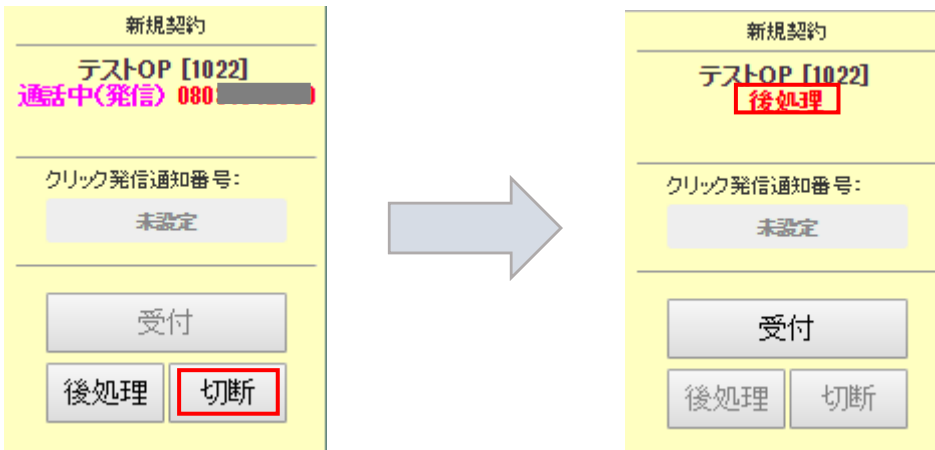 新規契約
テストOP [1022]
通話中(発信) 080
クリック発信通知番号:
未設定
受付
後処理 切断
新規契約
テストOP [1022]
後処理
クリック発信通知番号:
未設定
受付
後処理 切断